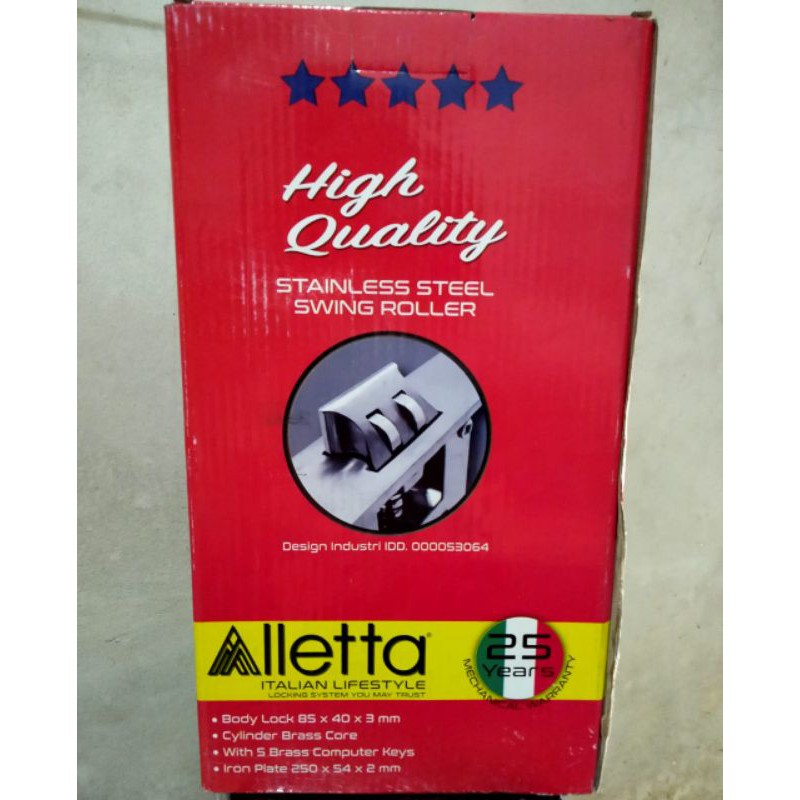 High
Quality
STAINLESS STEEL
SWING ROLLER
Design Industri IDD. 000053064
Alletta®
ITALIAN LIFESTYLE
LOCKING SYSTEM YOU MAY TRUST
25
Years
MECHANICAL WARRANTY
• Body Lock 85 x 40 x 3 mm
• Cylinder Brass Core
• With 5 Brass Computer Keys
• Iron Plate 250 x 54 x 2 mm